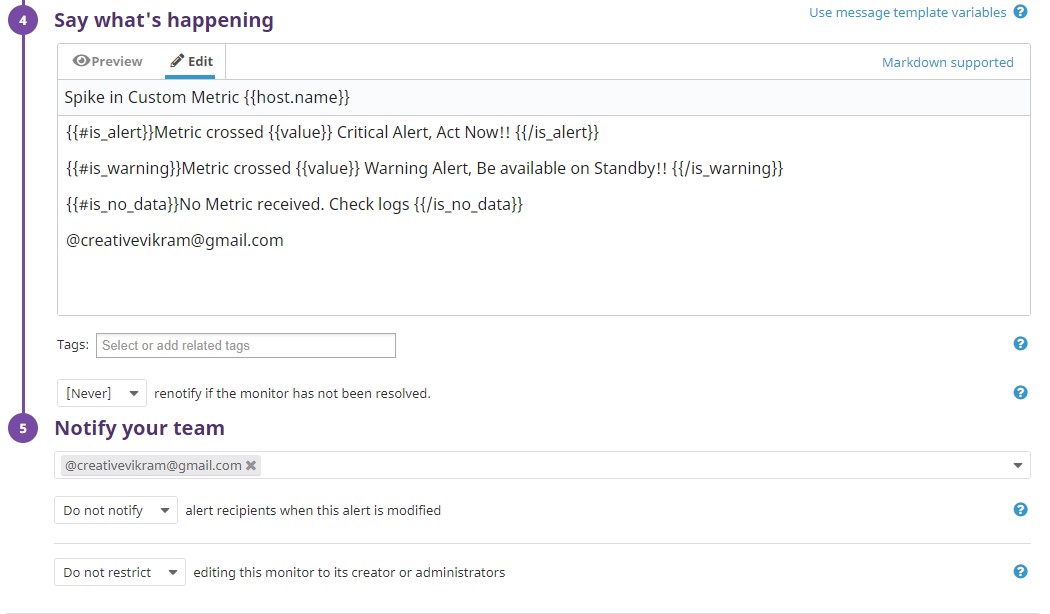 4 Say what's happening Use message template variables ?
Preview Edit Markdown supported
Spike in Custom Metric {{host.name}}
{{#is_alert}}Metric crossed {{value}} Critical Alert, Act Now!! {{/is_alert}}
{{#is_warning}}Metric crossed {{value}} Warning Alert, Be available on Standby!! {{/is_warning}}
{{#is_no_data}}No Metric received. Check logs {{/is_no_data}}
@creativevikram@gmail.com
Tags: Select or add related tags ?
[Never] renotify if the monitor has not been resolved. ?
5 Notify your team
@creativevikram@gmail.com ✖
Do not notify alert recipients when this alert is modified ?
Do not restrict editing this monitor to its creator or administrators ?